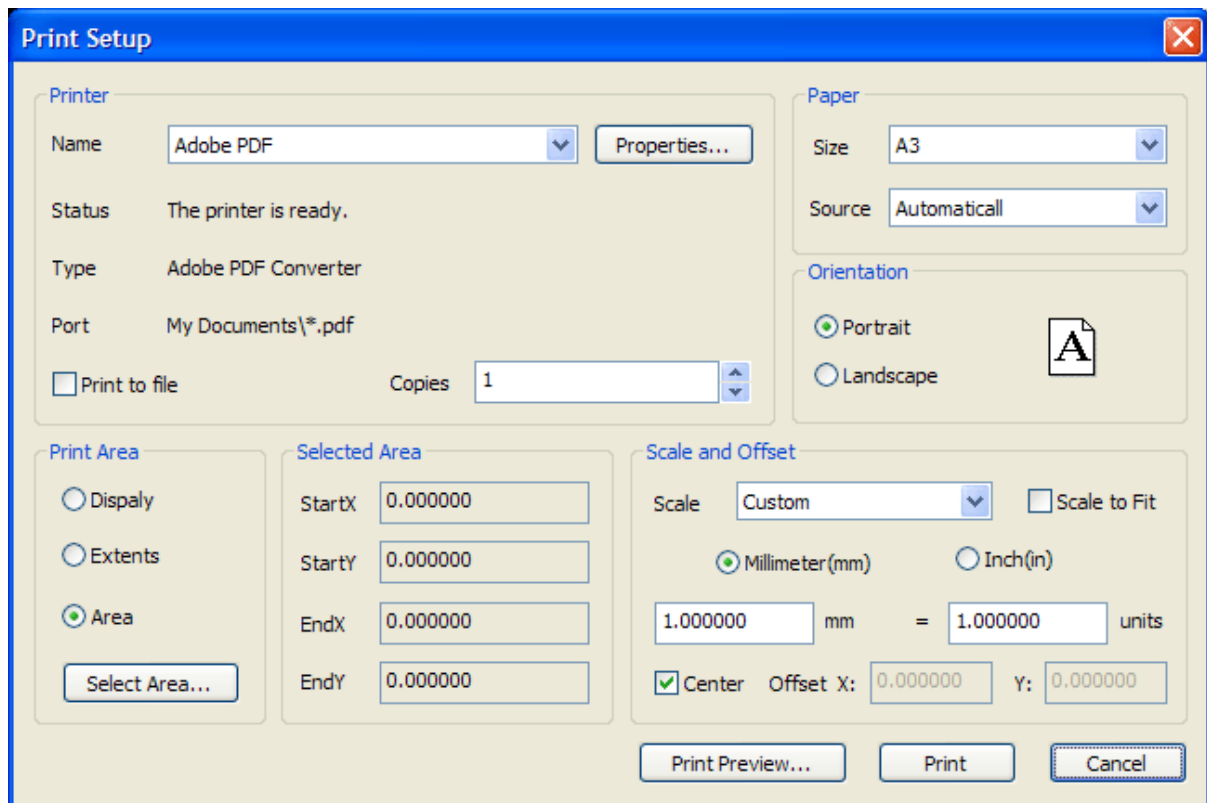 Print Setup
Printer
Name Adobe PDF Properties...
Status The printer is ready.
Type Adobe PDF Converter
Port My Documents\*.pdf
Print to file Copies 1
Paper
Size A3
Source Automaticall
Orientation
Portrait
A
Landscape
Print Area
Dispaly
Extents
Area
Select Area...
Selected Area
StartX 0.000000
StartY 0.000000
EndX 0.000000
EndY 0.000000
Scale and Offset
Scale Custom Scale to Fit
Millimeter(mm) Inch(in)
1.000000 mm = 1.000000 units
Center Offset X: 0.000000 Y: 0.000000
Print Preview... Print Cancel